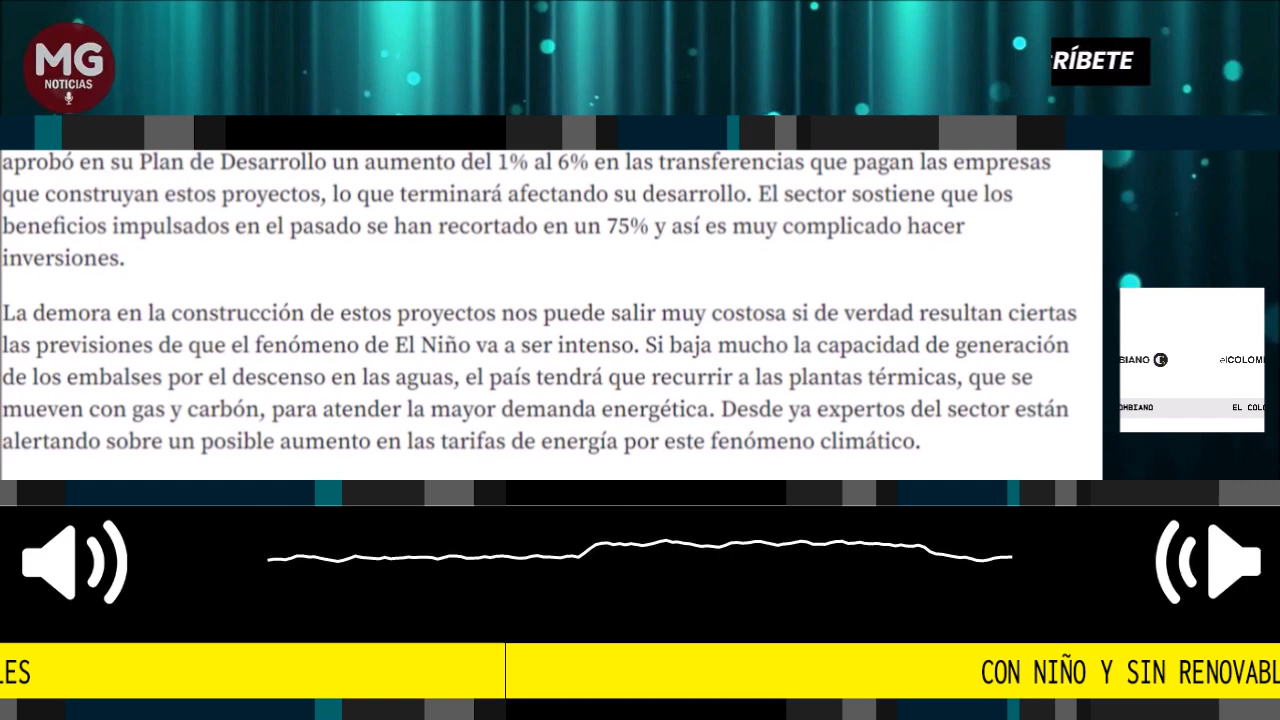 MG
NOTICIAS
RÍBETE
aprobó en su Plan de Desarrollo un aumento del 1% al 6% en las transferencias que pagan las empresas
que construyan estos proyectos, lo que terminará afectando su desarrollo. El sector sostiene que los
beneficios impulsados en el pasado se han recortado en un 75% y así es muy complicado hacer
inversiones.
La demora en la construcción de estos proyectos nos puede salir muy costosa si de verdad resultan ciertas
las previsiones de que el fenómeno de El Niño va a ser intenso. Si baja mucho la capacidad de generación
de los embalses por el descenso en las aguas, el país tendrá que recurrir a las plantas térmicas, que se
mueven con gas y carbón, para atender la mayor demanda energética. Desde ya expertos del sector están
alertando sobre un posible aumento en las tarifas de energía por este fenómeno climático.
BIANO elCOLOM
OMBIANO EL COLO
LES CON NIÑO Y SIN RENOVABL